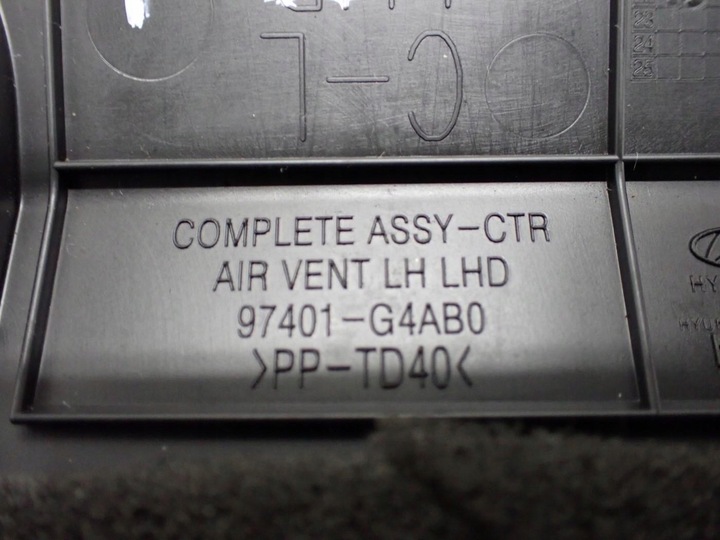 C-L
COMPLETE ASSY-CTR
AIR VENT LH LHD
97401-G4AB0
>PP-TD40<